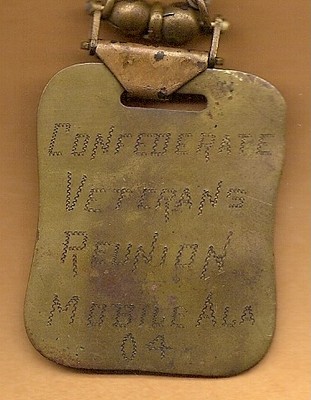 CONFEDERATE
VETERANS
REUNION
MOBILE ALA
04